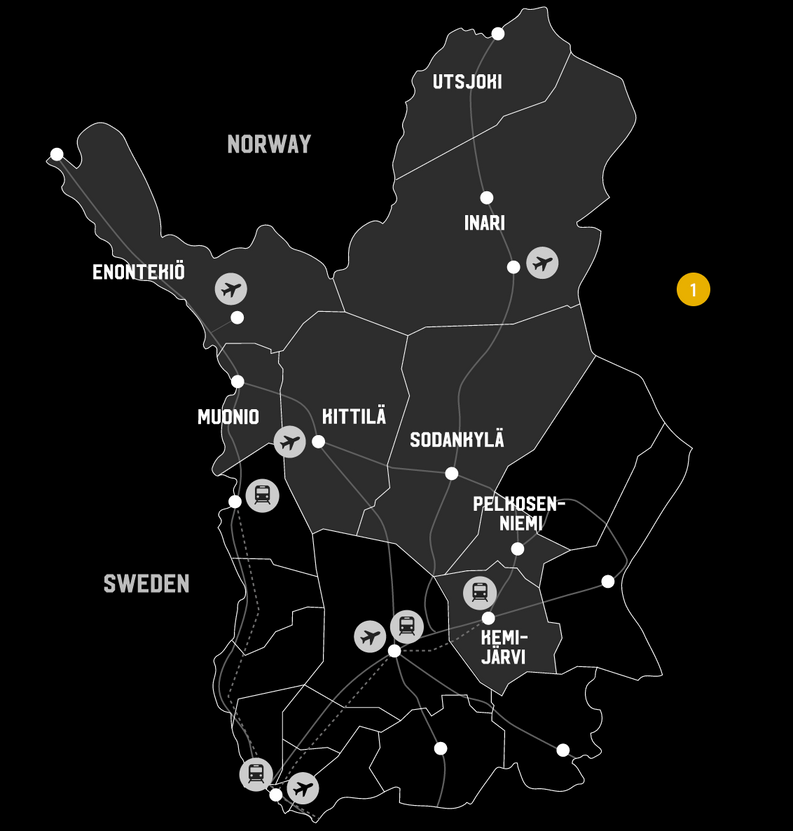 UTSJOKI
NORWAY
INARI
ENONTEKIÖ
1
MUONIO
KITTILÄ
SODANKYLÄ
PELKOSEN-
NIEMI
SWEDEN
KEMI-
JÄRVI